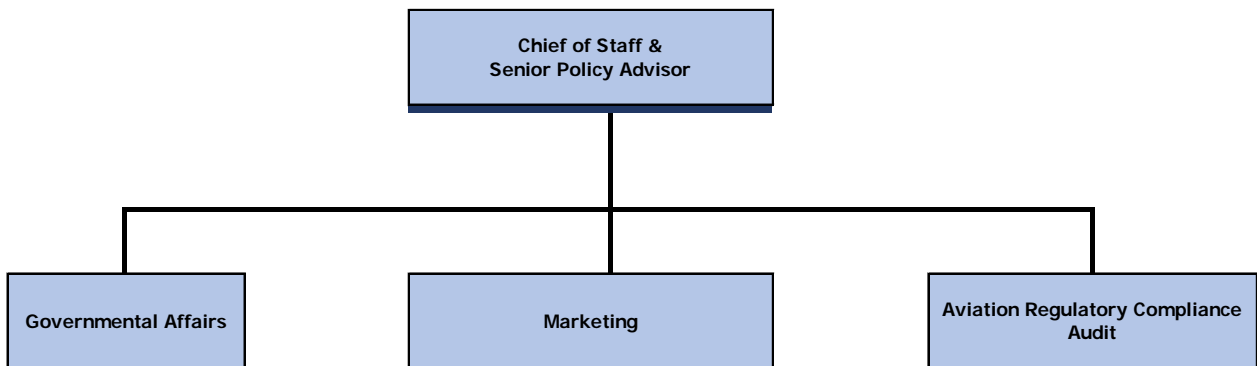 Chief of Staff &
Senior Policy Advisor
Governmental Affairs
Marketing
Aviation Regulatory Compliance
Audit